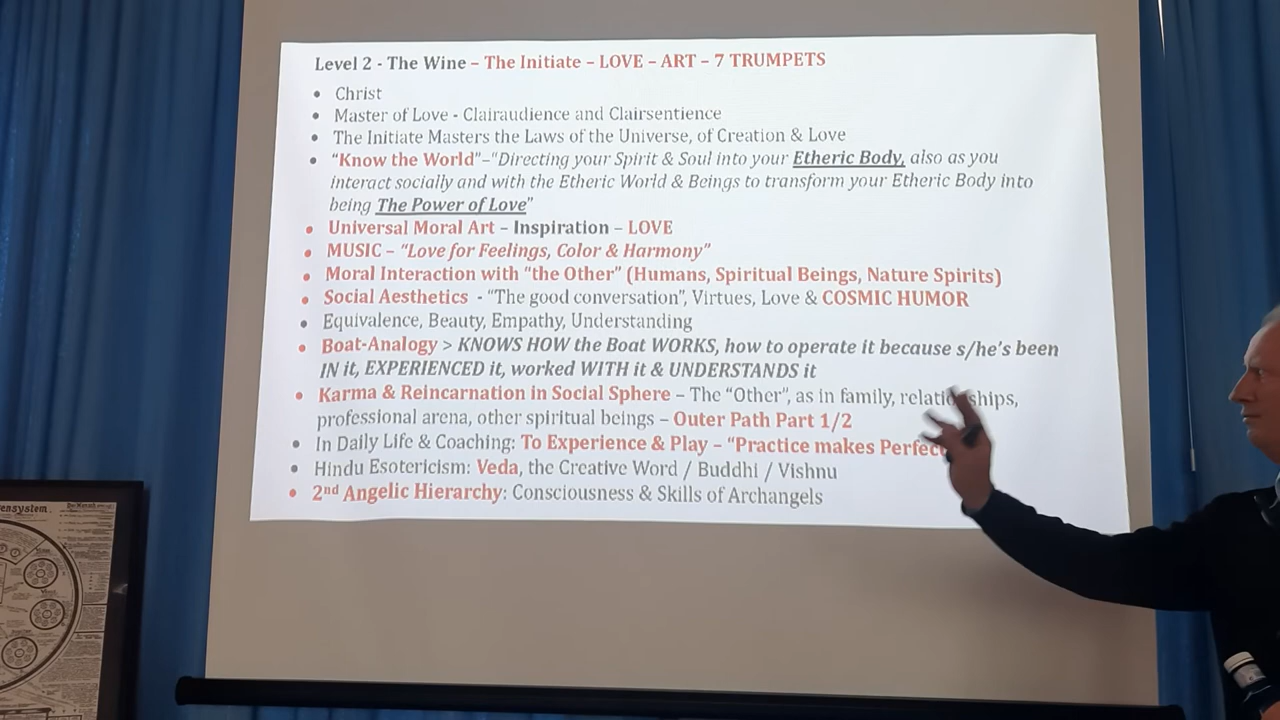 Level 2 - The Wine – The Initiate – LOVE – ART – 7 TRUMPETS
• Christ
• Master of Love - Clairaudience and Clairsentience
• The Initiate Masters the Laws of the Universe, of Creation & Love
• “Know the World”–“Directing your Spirit & Soul into your Etheric Body, also as you
interact socially and with the Etheric World & Beings to transform your Etheric Body into
being The Power of Love”
• Universal Moral Art – Inspiration – LOVE
• MUSIC – “Love for Feelings, Color & Harmony”
• Moral Interaction with “the Other” (Humans, Spiritual Beings, Nature Spirits)
• Social Aesthetics - “The good conversation”, Virtues, Love & COSMIC HUMOR
• Equivalence, Beauty, Empathy, Understanding
• Boat-Analogy > KNOWS HOW the Boat WORKS, how to operate it because s/he’s been
IN it, EXPERIENCED it, worked WITH it & UNDERSTANDS it
• Karma & Reincarnation in Social Sphere – The “Other”, as in family, relationships,
professional arena, other spiritual beings – Outer Path Part 1/2
• In Daily Life & Coaching: To Experience & Play – “Practice makes Perfec
• Hindu Esotericism: Veda, the Creative Word / Buddhi / Vishnu
• 2nd Angelic Hierarchy: Consciousness & Skills of Archangels
ensystem